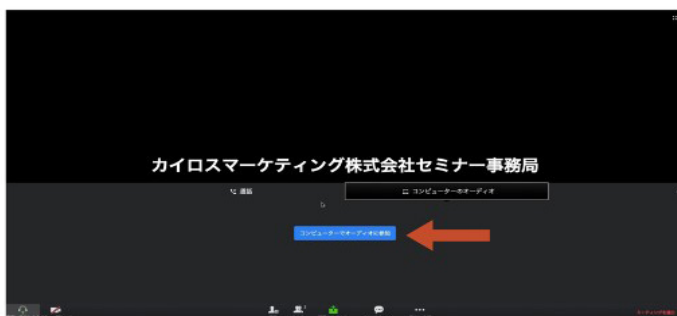 カイロスマーケティング株式会社セミナー事務局
通話
コンピューターのオーディオ
コンピューターでオーディオに参加